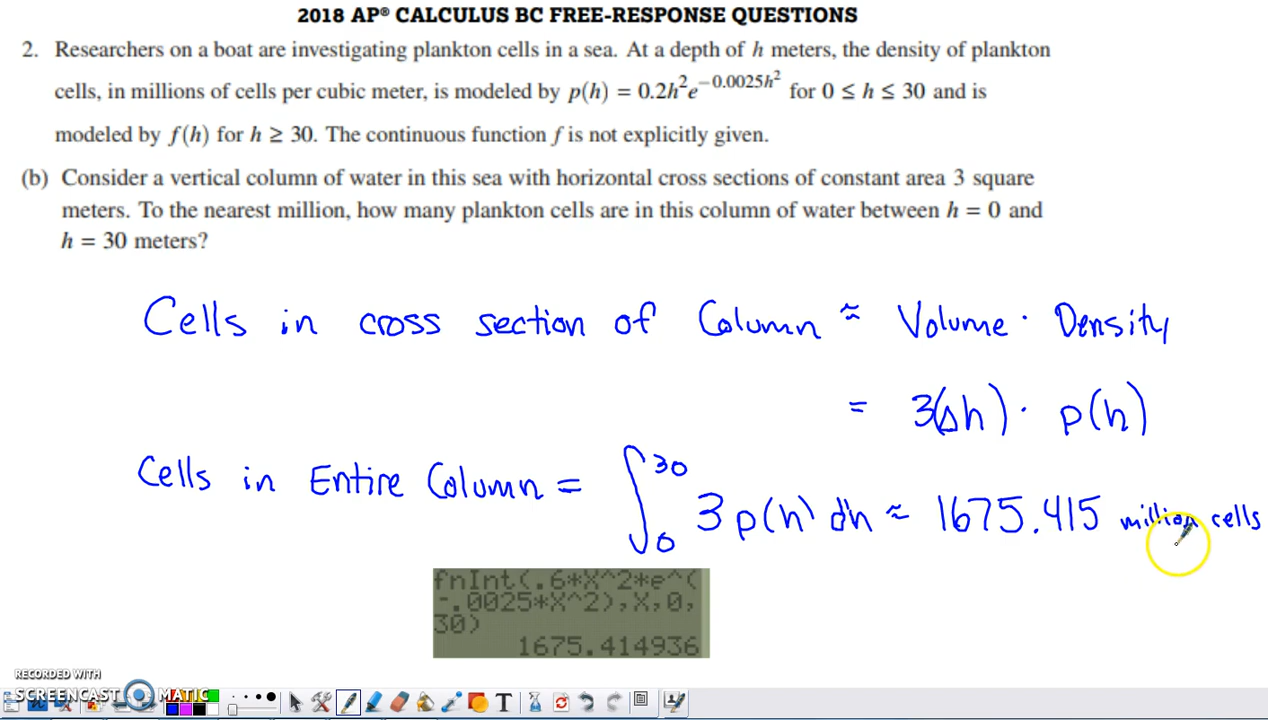 2018 AP® CALCULUS BC FREE-RESPONSE QUESTIONS
2. Researchers on a boat are investigating plankton cells in a sea. At a depth of h meters, the density of plankton
cells, in millions of cells per cubic meter, is modeled by p(h) = 0.2h²e^(−0.0025h²) for 0 ≤ h ≤ 30 and is
modeled by f(h) for h ≥ 30. The continuous function f is not explicitly given.
(b) Consider a vertical column of water in this sea with horizontal cross sections of constant area 3 square
meters. To the nearest million, how many plankton cells are in this column of water between h = 0 and
h = 30 meters?
Cells in cross section of Column ≈ Volume · Density
= 3(Δh) · p(h)
Cells in Entire Column = ∫₀³⁰ 3p(h) dh ≈ 1675.415 million cells
fnInt(.6*X^2*e^(
-.0025*X^2),X,0,
30)
1675.414936
RECORDED WITH
SCREENCAST MATIC
T